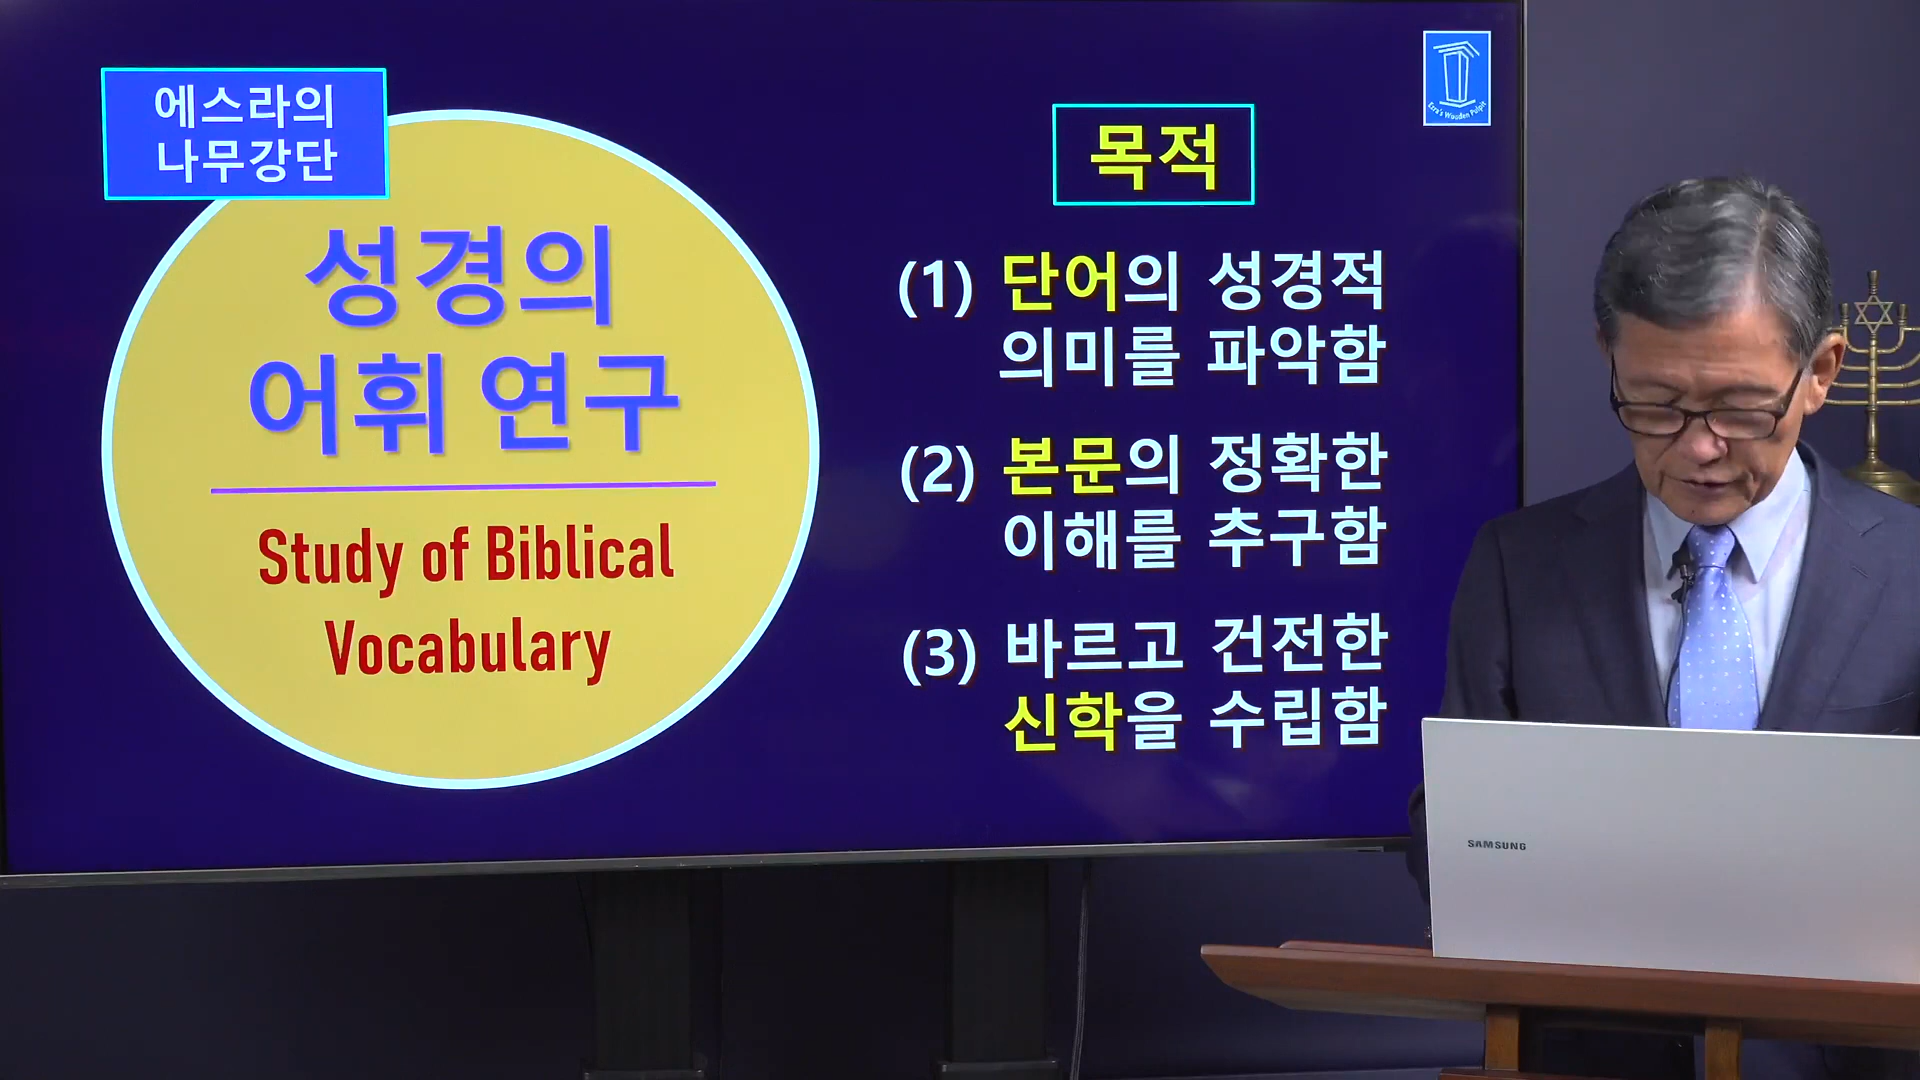 에스라의
나무강단
성경의
어휘 연구
Study of Biblical
Vocabulary
목적
(1) 단어의 성경적
의미를 파악함
(2) 본문의 정확한
이해를 추구함
(3) 바르고 건전한
신학을 수립함
Ezra's Wooden Pulpit
SAMSUNG